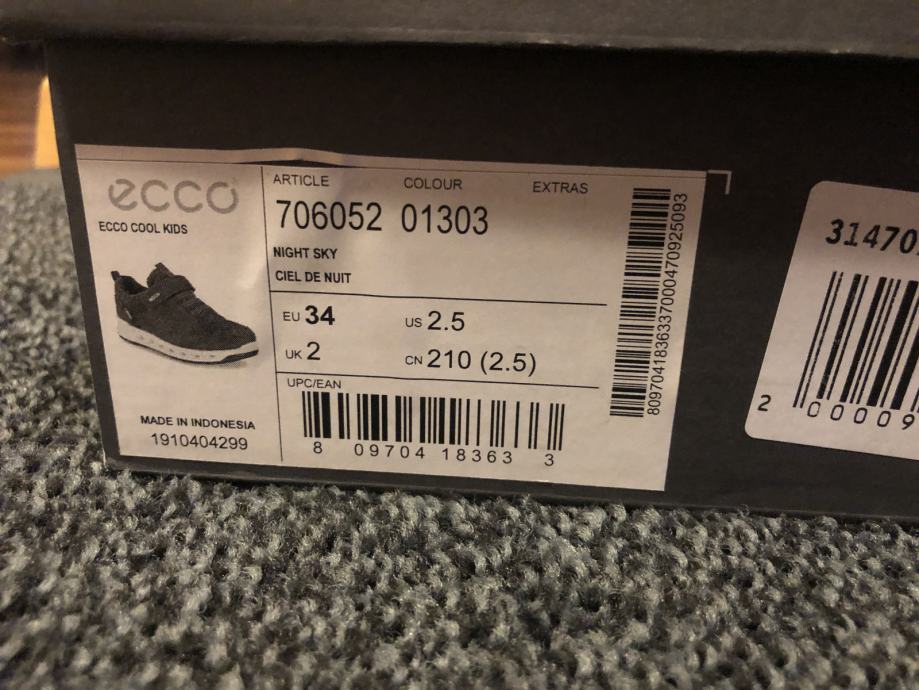 ecco
ECCO COOL KIDS
MADE IN INDONESIA
1910404299
ARTICLE COLOUR EXTRAS
706052 01303
NIGHT SKY
CIEL DE NUIT
EU 34 US 2.5
UK 2 CN 210 (2.5)
UPC/EAN
8 09704 18363 3
8097041836337000470925093
31470
2 00009